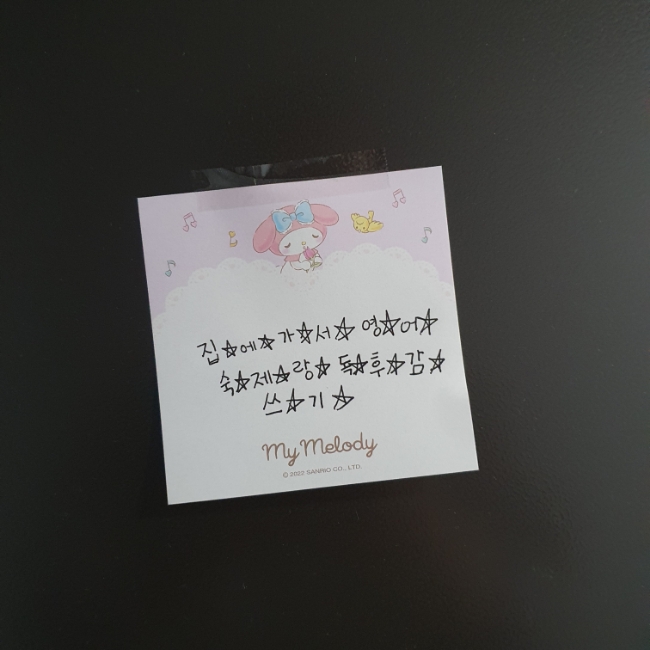 집☆에☆가☆서☆ 영☆어☆
숙☆제☆랑☆ 독☆후☆감☆
쓰☆기☆
My Melody
© 2022 SANRIO CO., LTD.